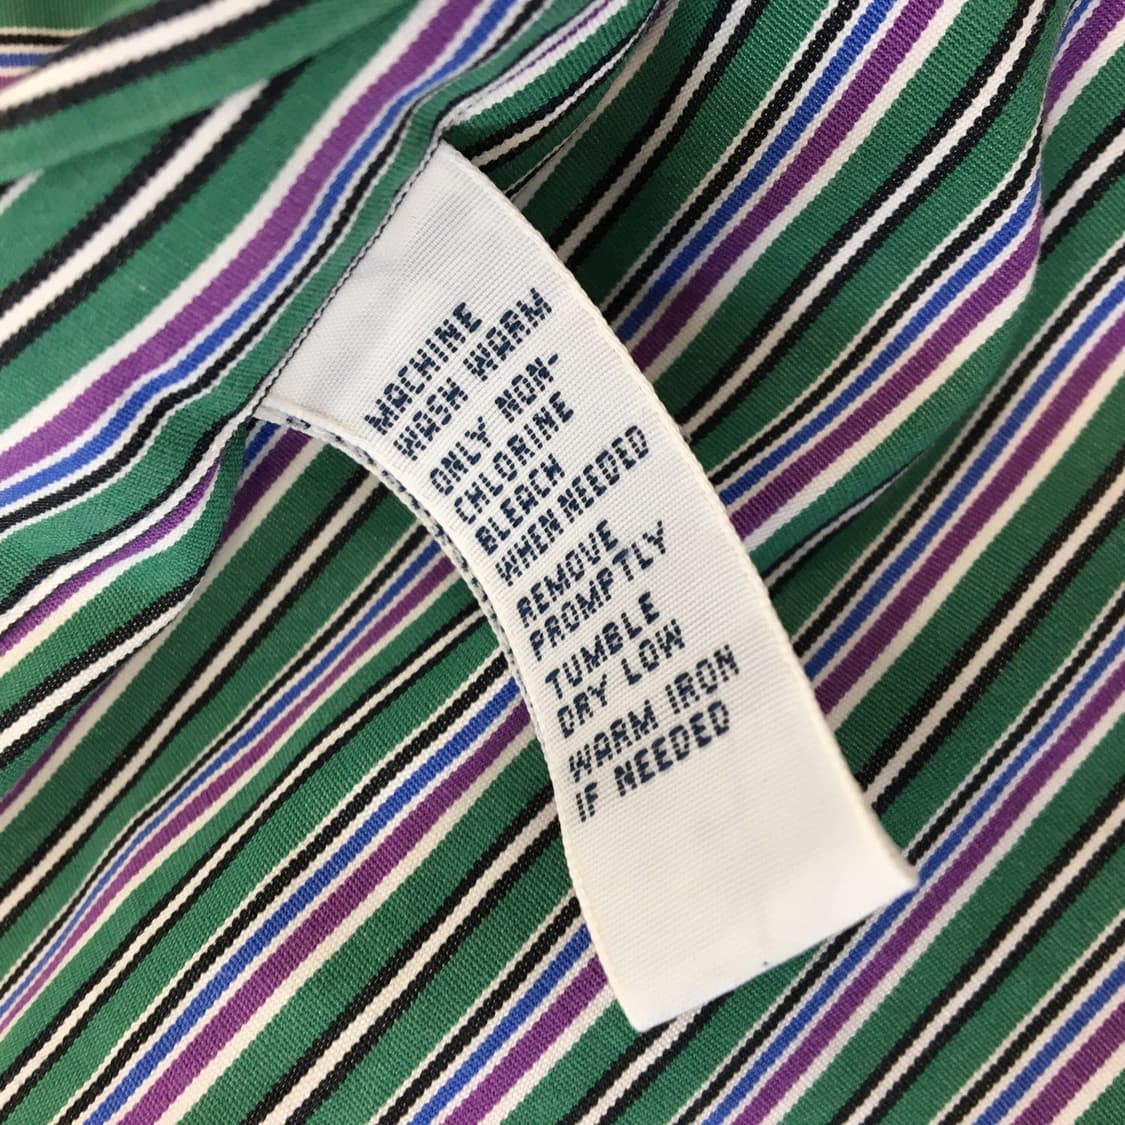 MACHINE
WASH WARM
ONLY NON-
CHLORINE
BLEACH
WHEN NEEDED
REMOVE
PROMPTLY
TUMBLE
DRY LOW
WARM IRON
IF NEEDED